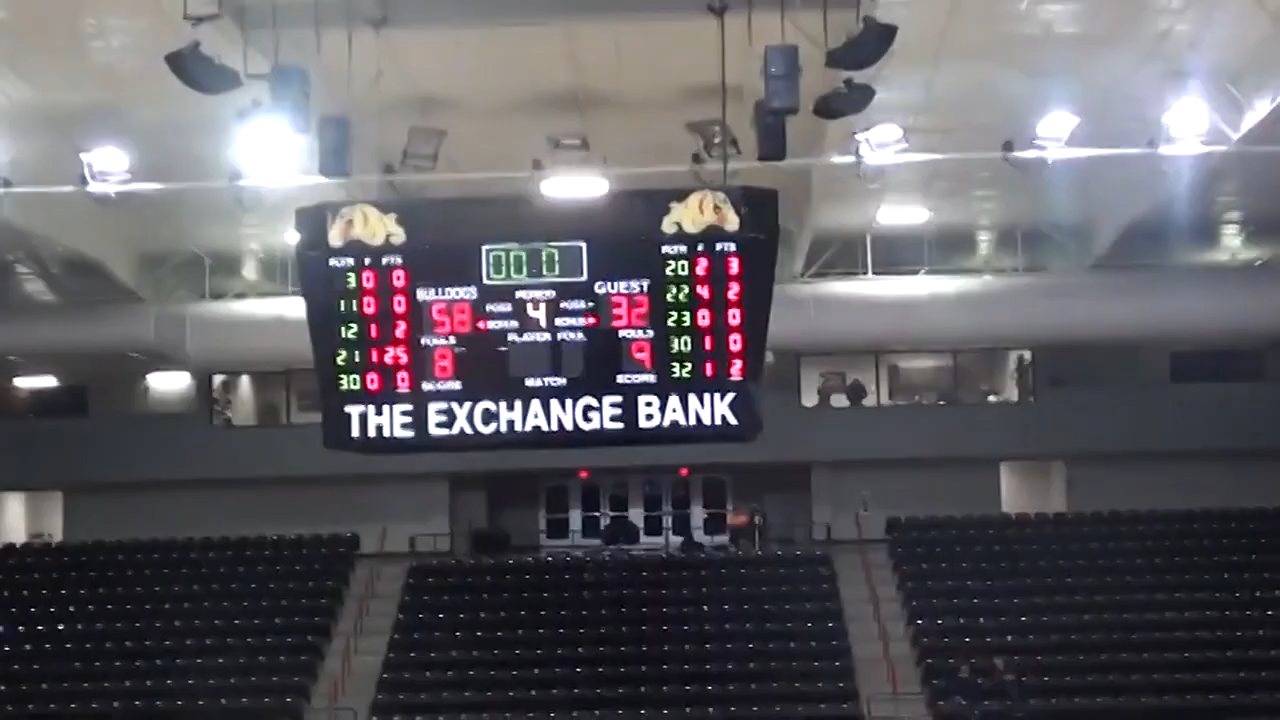 00.0
PLYR F PTS
3 0 0
11 0 0
12 1 2
21 1 25
30 0 0
BULLDOGS
58
FOULS
8
SCORE
PERIOD
POSS 4 POSS
BONUS BONUS
PLAYER FOUL
MATCH
GUEST
32
FOULS
9
SCORE
PLYR F PTS
20 2 3
22 4 2
23 0 0
30 1 0
32 1 2
THE EXCHANGE BANK